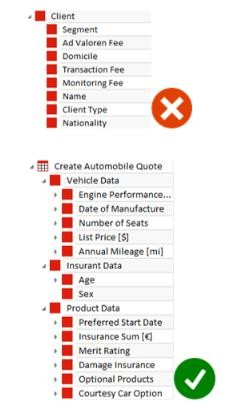 Client
Segment
Ad Valoren Fee
Domicile
Transaction Fee
Monitoring Fee
Name
Client Type
Nationality
Create Automobile Quote
Vehicle Data
Engine Performance...
Date of Manufacture
Number of Seats
List Price [$]
Annual Mileage [mi]
Insurant Data
Age
Sex
Product Data
Preferred Start Date
Insurance Sum [€]
Merit Rating
Damage Insurance
Optional Products
Courtesy Car Option